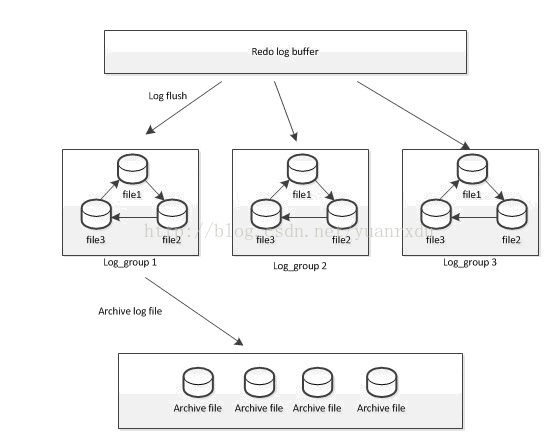 Redo log buffer
Log flush
file1
file3
file2
Log_group 1
file1
file3
file2
Log_group 2
file1
file3
file2
Log_group 3
http://blog.csdn.net/yuanrxdu
Archive log file
Archive file
Archive file
Archive file
Archive file